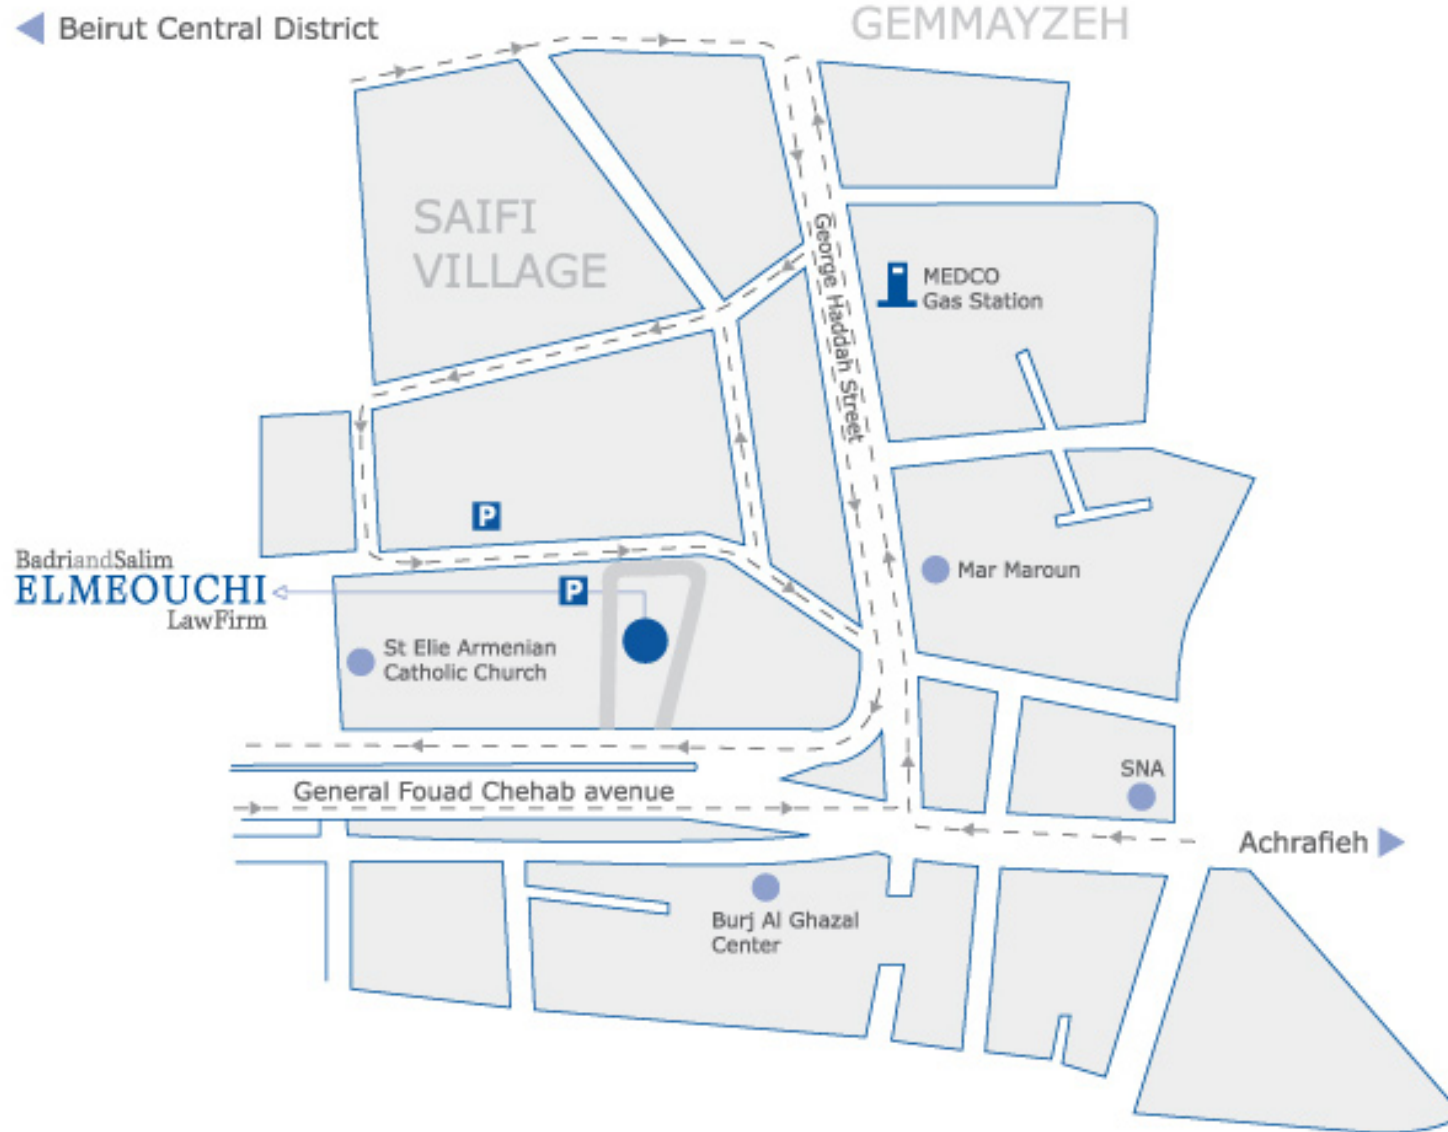 Beirut Central District
GEMMAYZEH
SAIFI
VILLAGE
George Haddah Street
MEDCO
Gas Station
P
BadriandSalim
ELMEOUCHI
LawFirm
P
Mar Maroun
St Elie Armenian
Catholic Church
SNA
General Fouad Chehab avenue
Achrafieh
Burj Al Ghazal
Center